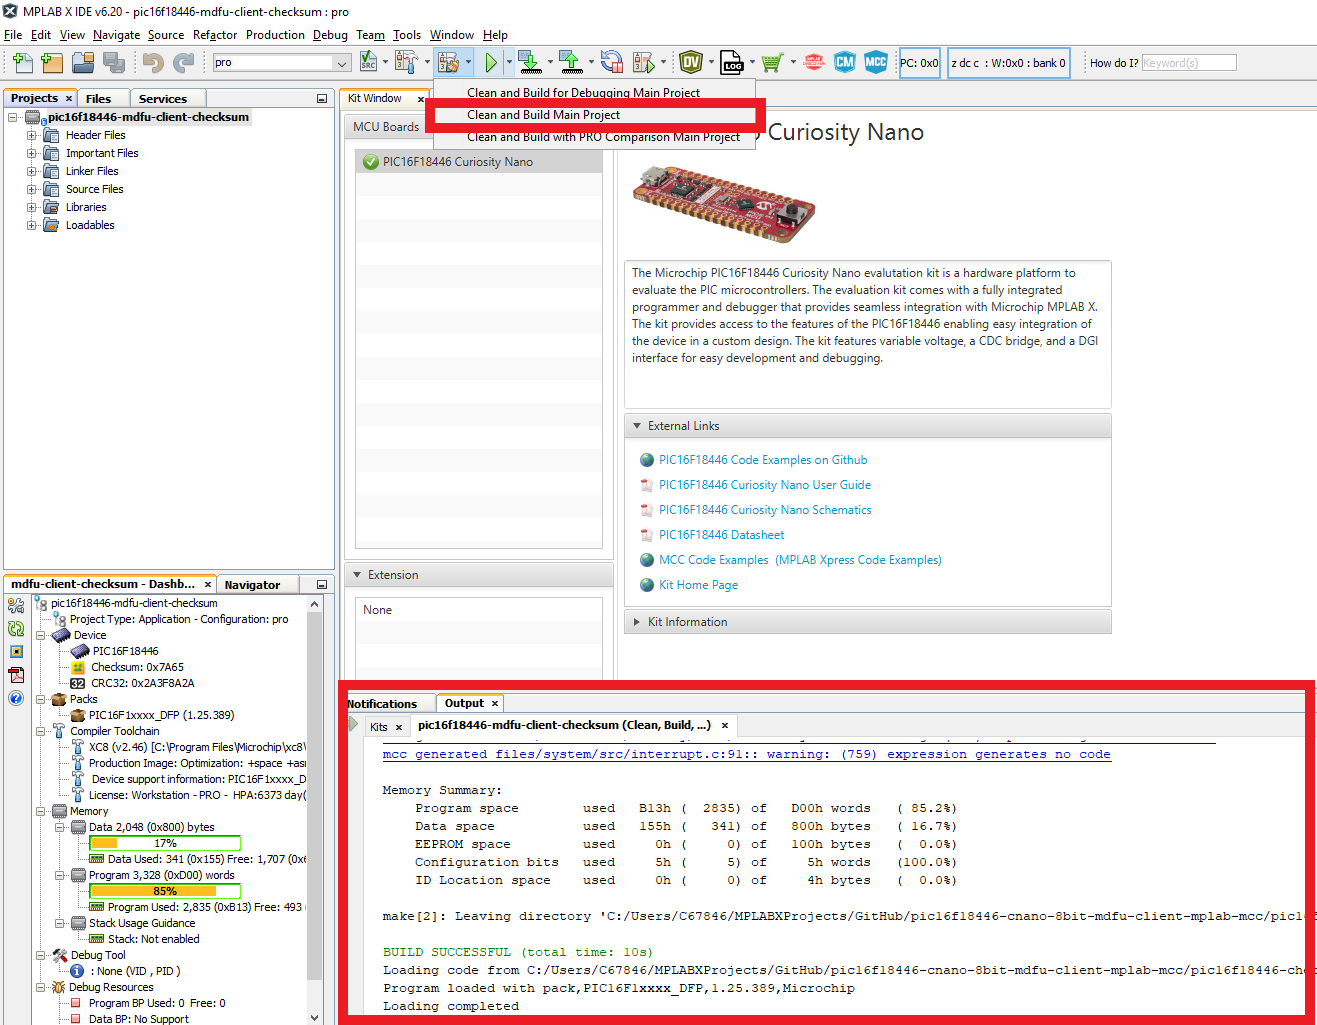 MPLAB X IDE v6.20 - pic16f18446-mdfu-client-checksum : pro
File Edit View Navigate Source Refactor Production Debug Team Tools Window Help
pro
SRC
DV
LOG
CM
MCC
PC: 0x0
z dc c : W:0x0 : bank 0
How do I? Keyword(s)
Clean and Build for Debugging Main Project
Clean and Build Main Project
Clean and Build with PRO Comparison Main Project
Projects × Files Services
pic16f18446-mdfu-client-checksum
Header Files
Important Files
Linker Files
Source Files
Libraries
Loadables
Kit Window ×
MCU Boards
PIC16F18446 Curiosity Nano
Curiosity Nano
The Microchip PIC16F18446 Curiosity Nano evalutation kit is a hardware platform to
evaluate the PIC microcontrollers. The evaluation kit comes with a fully integrated
programmer and debugger that provides seamless integration with Microchip MPLAB X.
The kit provides access to the features of the PIC16F18446 enabling easy integration of
the device in a custom design. The kit features variable voltage, a CDC bridge, and a DGI
interface for easy development and debugging.
External Links
PIC16F18446 Code Examples on Github
PIC16F18446 Curiosity Nano User Guide
PIC16F18446 Curiosity Nano Schematics
PIC16F18446 Datasheet
MCC Code Examples (MPLAB Xpress Code Examples)
Kit Home Page
Kit Information
Extension
None
mdfu-client-checksum - Dashb... × Navigator
pic16f18446-mdfu-client-checksum
Project Type: Application - Configuration: pro
Device
PIC16F18446
Checksum: 0x7A65
32 CRC32: 0x2A3F8A2A
Packs
PIC16F1xxxx_DFP (1.25.389)
Compiler Toolchain
XC8 (v2.46) [C:\Program Files\Microchip\xc8\
Production Image: Optimization: +space +asm
Device support information: PIC16F1xxxx_D
License: Workstation - PRO - HPA:6373 day(
Memory
Data 2,048 (0x800) bytes
17%
Data Used: 341 (0x155) Free: 1,707 (0x6
Program 3,328 (0xD00) words
85%
Program Used: 2,835 (0xB13) Free: 493
Stack Usage Guidance
Stack: Not enabled
Debug Tool
: None (VID , PID )
Debug Resources
Program BP Used: 0 Free: 0
Data BP: No Support
Notifications Output ×
Kits × pic16f18446-mdfu-client-checksum (Clean, Build, ...) ×
mcc generated files/system/src/interrupt.c:91:: warning: (759) expression generates no code
Memory Summary:
Program space used B13h ( 2835) of D00h words ( 85.2%)
Data space used 155h ( 341) of 800h bytes ( 16.7%)
EEPROM space used 0h ( 0) of 100h bytes ( 0.0%)
Configuration bits used 5h ( 5) of 5h words (100.0%)
ID Location space used 0h ( 0) of 4h bytes ( 0.0%)
make[2]: Leaving directory 'C:/Users/C67846/MPLABXProjects/GitHub/pic16f18446-cnano-8bit-mdfu-client-mplab-mcc/pic16f
BUILD SUCCESSFUL (total time: 10s)
Loading code from C:/Users/C67846/MPLABXProjects/GitHub/pic16f18446-cnano-8bit-mdfu-client-mplab-mcc/pic16f18446-che
Program loaded with pack,PIC16F1xxxx_DFP,1.25.389,Microchip
Loading completed